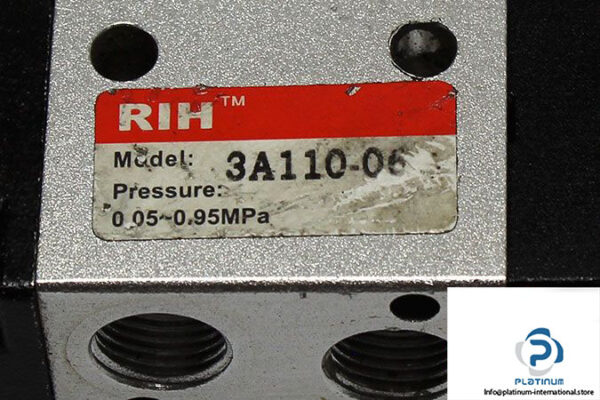 RIH™
Model: 3A110-06
Pressure:
0.05~0.95MPa
PLATINUM
Info@platinum-international.store